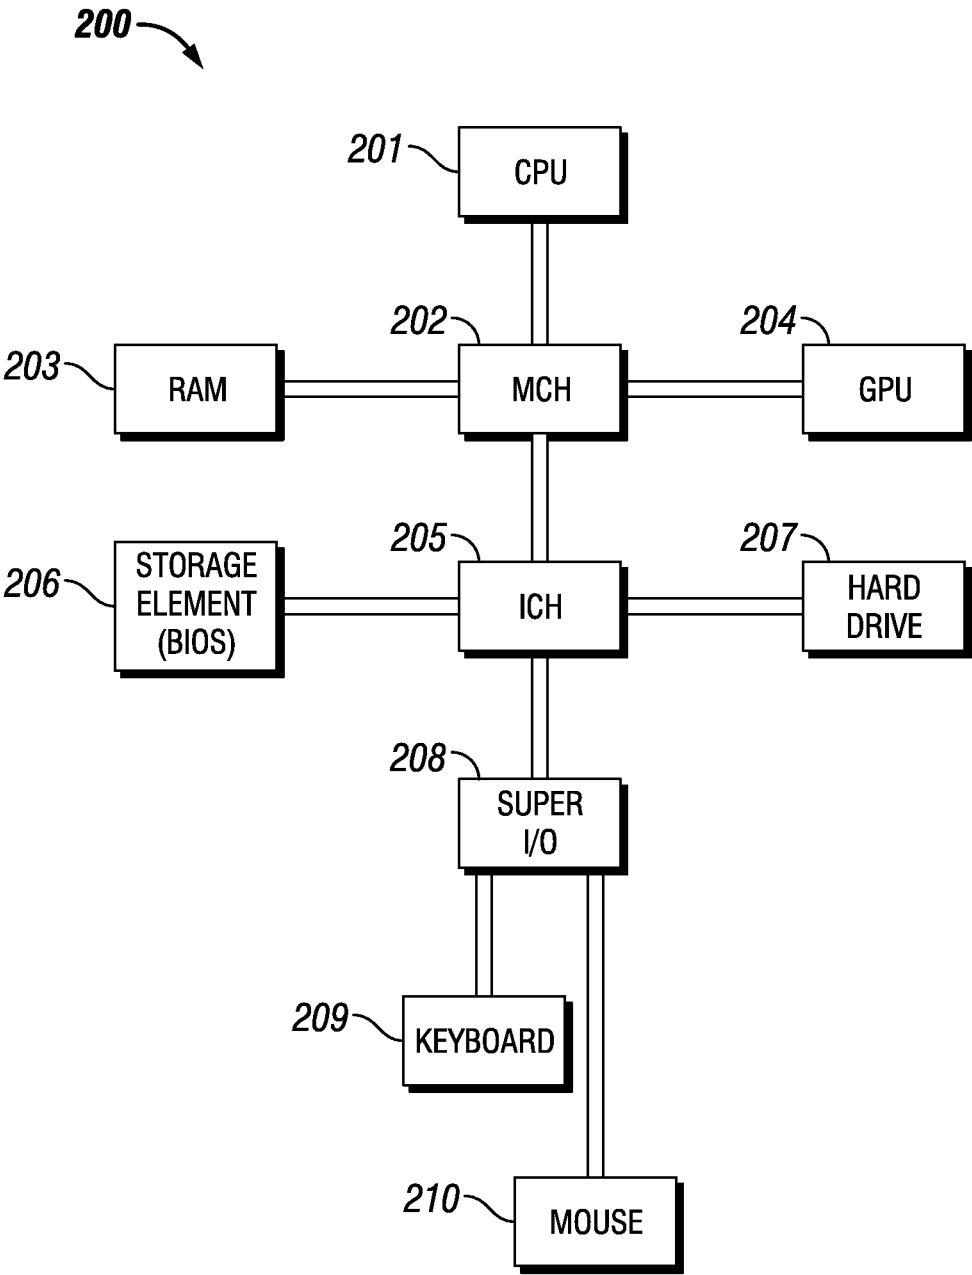 200
201
CPU
202
204
203
RAM
MCH
GPU
205
207
206
STORAGE
ELEMENT
(BIOS)
ICH
HARD
DRIVE
208
SUPER
I/O
209
KEYBOARD
210
MOUSE